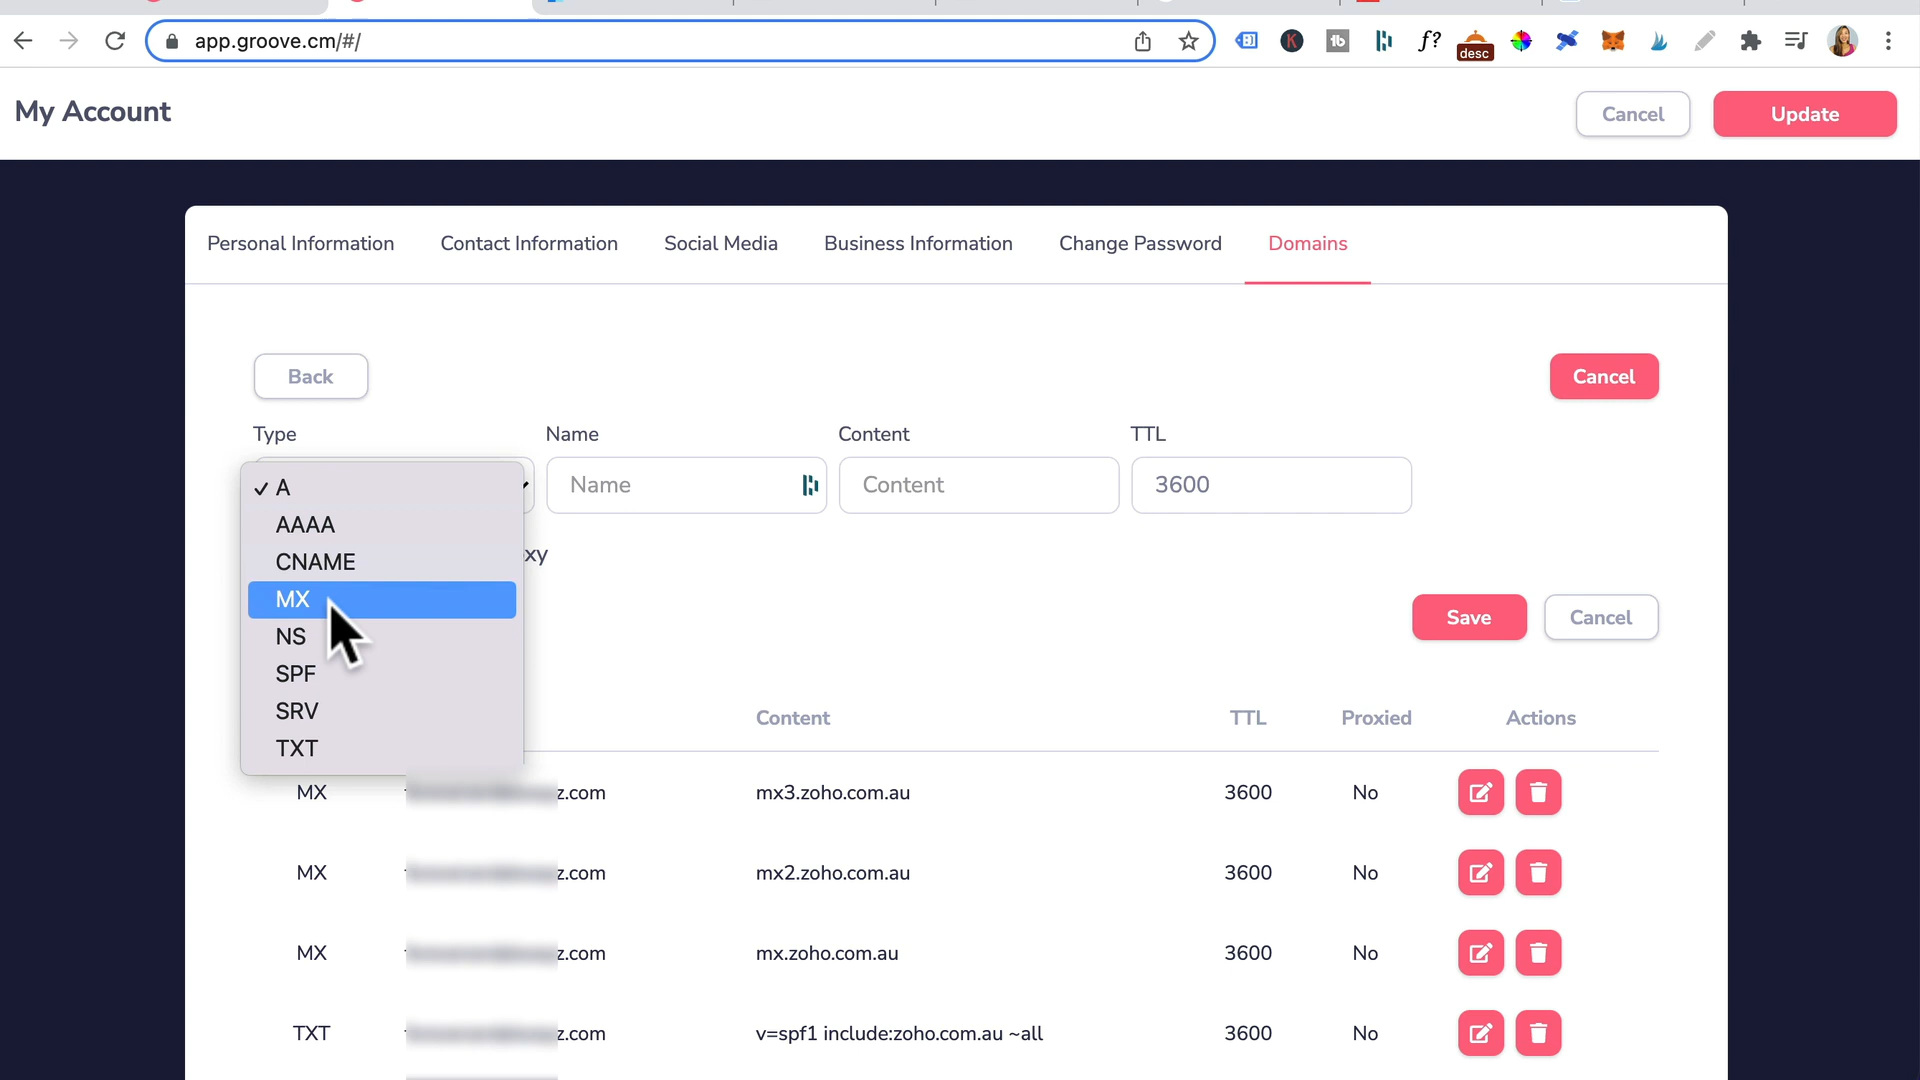 app.groove.cm/#/
f?
desc
My Account
Cancel
Update
Personal Information
Contact Information
Social Media
Business Information
Change Password
Domains
Back
Cancel
Type
Name
Content
TTL
A
Name
Content
3600
AAAA
CNAME
xy
MX
Save
Cancel
NS
SPF
SRV
Content
TTL
Proxied
Actions
TXT
MX
z.com
mx3.zoho.com.au
3600
No
MX
z.com
mx2.zoho.com.au
3600
No
MX
z.com
mx.zoho.com.au
3600
No
TXT
z.com
v=spf1 include:zoho.com.au ~all
3600
No